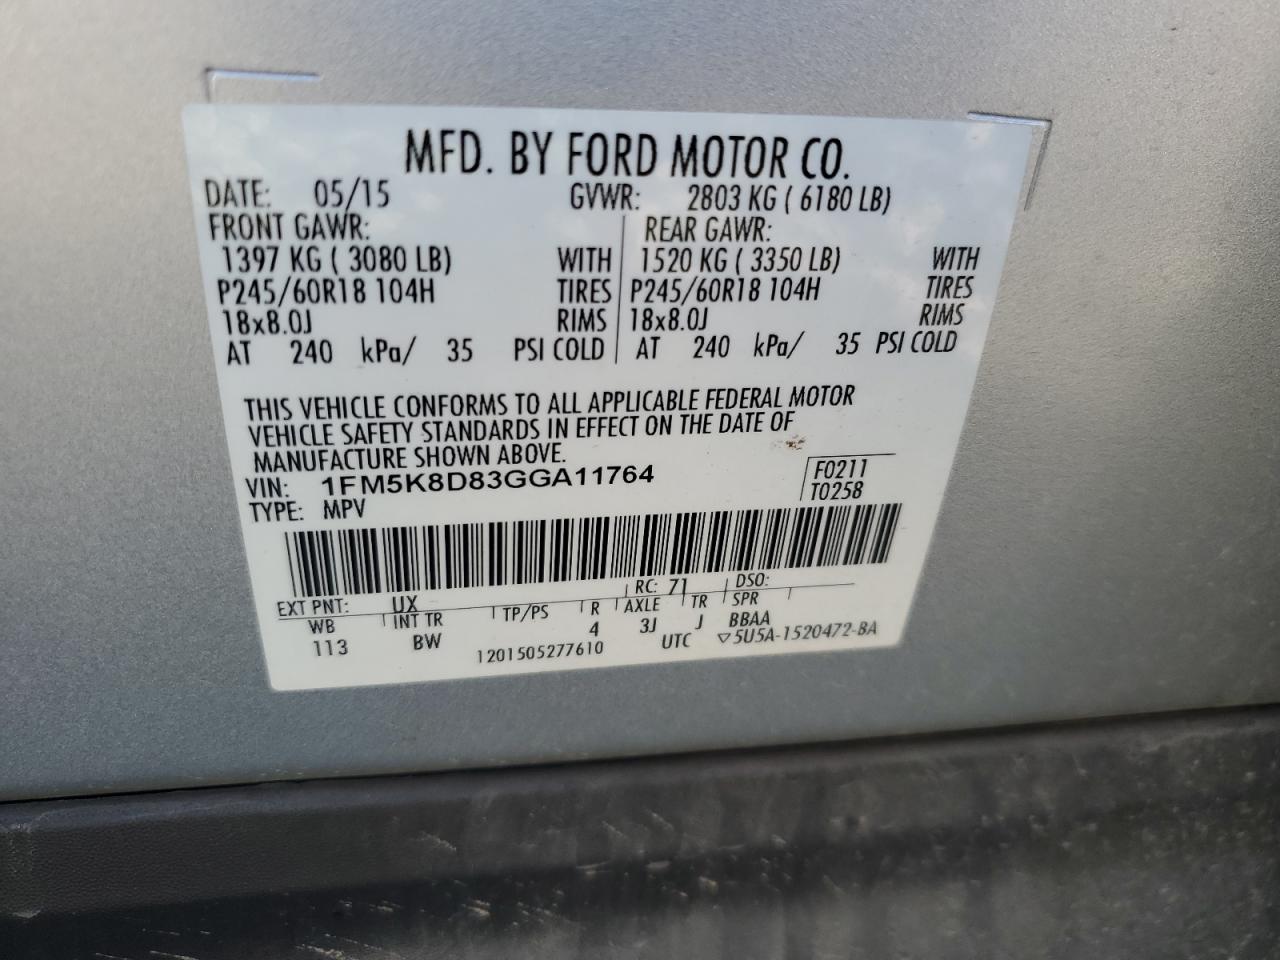 MFD. BY FORD MOTOR CO.
DATE: 05/15 GVWR: 2803 KG ( 6180 LB)
FRONT GAWR: REAR GAWR:
1397 KG ( 3080 LB) WITH 1520 KG ( 3350 LB) WITH
P245/60R18 104H TIRES P245/60R18 104H TIRES
18x8.0J RIMS 18x8.0J RIMS
AT 240 kPa/ 35 PSI COLD AT 240 kPa/ 35 PSI COLD
THIS VEHICLE CONFORMS TO ALL APPLICABLE FEDERAL MOTOR
VEHICLE SAFETY STANDARDS IN EFFECT ON THE DATE OF
MANUFACTURE SHOWN ABOVE.
VIN: 1FM5K8D83GGA11764 F0211
TYPE: MPV T0258
EXT PNT: UX RC: 71 DSO:
WB INT TR TP/PS R AXLE TR SPR
113 BW 4 3J J BBAA
1201505277610 UTC ▽5U5A-1520472-BA